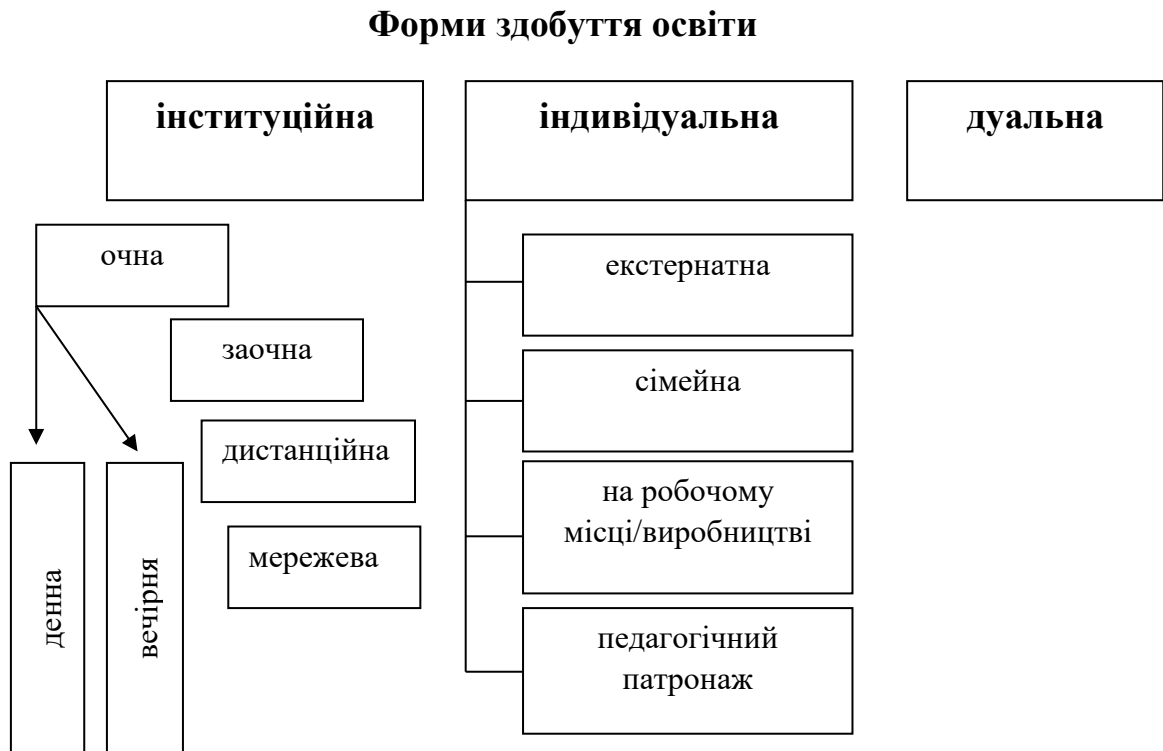 Форми здобуття освіти
інституційна
індивідуальна
дуальна
очна
заочна
дистанційна
мережева
денна
вечірня
екстернатна
сімейна
на робочому
місці/виробництві
педагогічний
патронаж